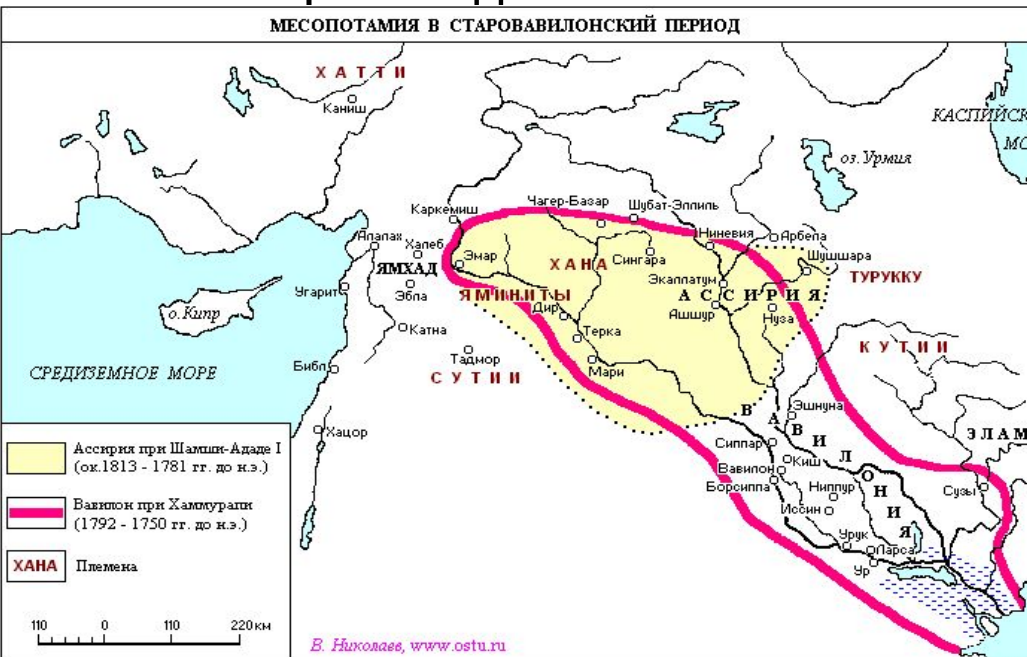 МЕСОПОТАМИЯ В СТАРОВАВИЛОНСКИЙ ПЕРИОД
ХАТТИ
Каниш
КАСПИЙСК
МО
оз. Урмия
Каркемиш
Чагер-Базар
Шубат-Эллиль
Ниневия
Арбела
Алалах
Халеб
ЯМХАД
Эмар
ХАНА
Сингара
Шушшара
ТУРУККУ
Экаллатум
АССИРИЯ
Угарит
Эбла
ЯМИНИТЫ
Дир
Ашшур
Нуза
о. Кипр
Катна
Терка
КУТИИ
СРЕДИЗЕМНОЕ МОРЕ
Библ
Тадмор
Мари
СУТИИ
ВАВИЛОНИЯ
Эшнуна
ЭЛАМ
Хацор
Сиппар
Киш
Вавилон
Борсиппа
Ниппур
Сузы
Иссин
Урук
Ларса
Ур
Ассирия при Шамши-Ададе I
(ок.1813 - 1781 гг. до н.э.)
Вавилон при Хаммурапи
(1792 - 1750 гг. до н.э.)
ХАНА Племена
110 0 110 220 км
В. Николаев, www.ostu.ru